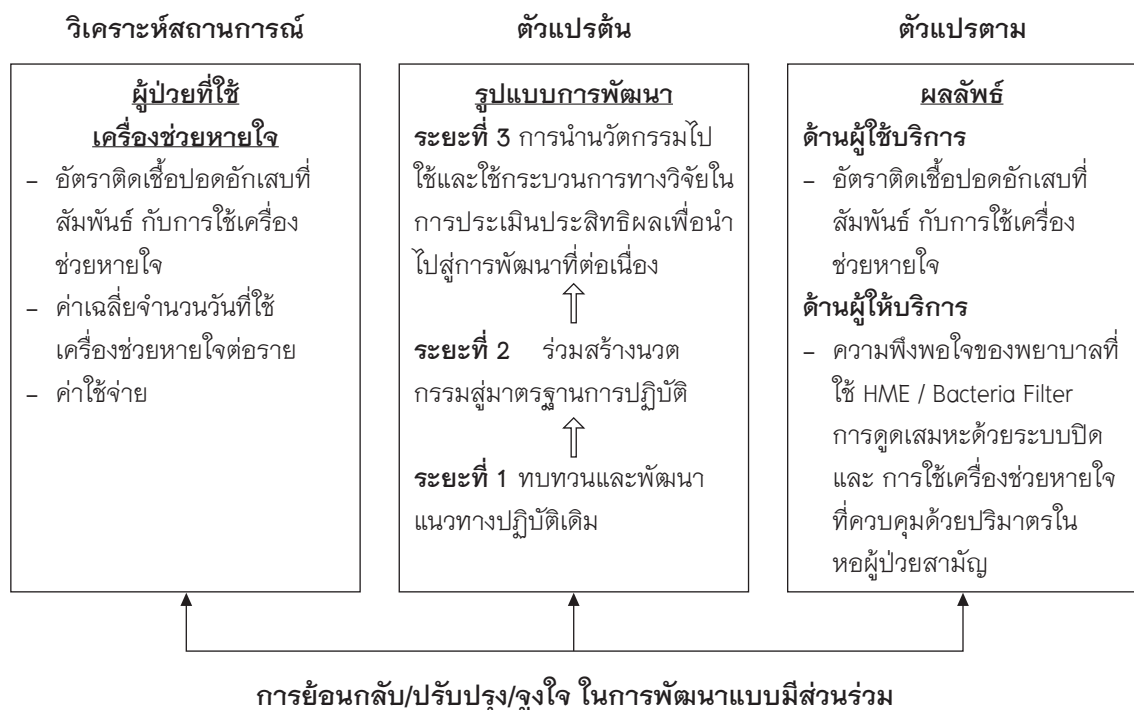 วิเคราะห์สถานการณ์
ตัวแปรต้น
ตัวแปรตาม
ผู้ป่วยที่ใช้
เครื่องช่วยหายใจ
– อัตราติดเชื้อปอดอักเสบที่
สัมพันธ์ กับการใช้เครื่อง
ช่วยหายใจ
– ค่าเฉลี่ยจำนวนวันที่ใช้
เครื่องช่วยหายใจต่อราย
– ค่าใช้จ่าย
รูปแบบการพัฒนา
ระยะที่ 3 การนำนวัตกรรมไป
ใช้และใช้กระบวนการทางวิจัยใน
การประเมินประสิทธิผลเพื่อนำ
ไปสู่การพัฒนาที่ต่อเนื่อง
ระยะที่ 2 ร่วมสร้างนวต
กรรมสู่มาตรฐานการปฏิบัติ
ระยะที่ 1 ทบทวนและพัฒนา
แนวทางปฏิบัติเดิม
ผลลัพธ์
ด้านผู้ใช้บริการ
– อัตราติดเชื้อปอดอักเสบที่
สัมพันธ์ กับการใช้เครื่อง
ช่วยหายใจ
ด้านผู้ให้บริการ
– ความพึงพอใจของพยาบาลที่
ใช้ HME / Bacteria Filter
การดูดเสมหะด้วยระบบปิด
และ การใช้เครื่องช่วยหายใจ
ที่ควบคุมด้วยปริมาตรใน
หอผู้ป่วยสามัญ
การย้อนกลับ/ปรับปรุง/จูงใจ ในการพัฒนาแบบมีส่วนร่วม